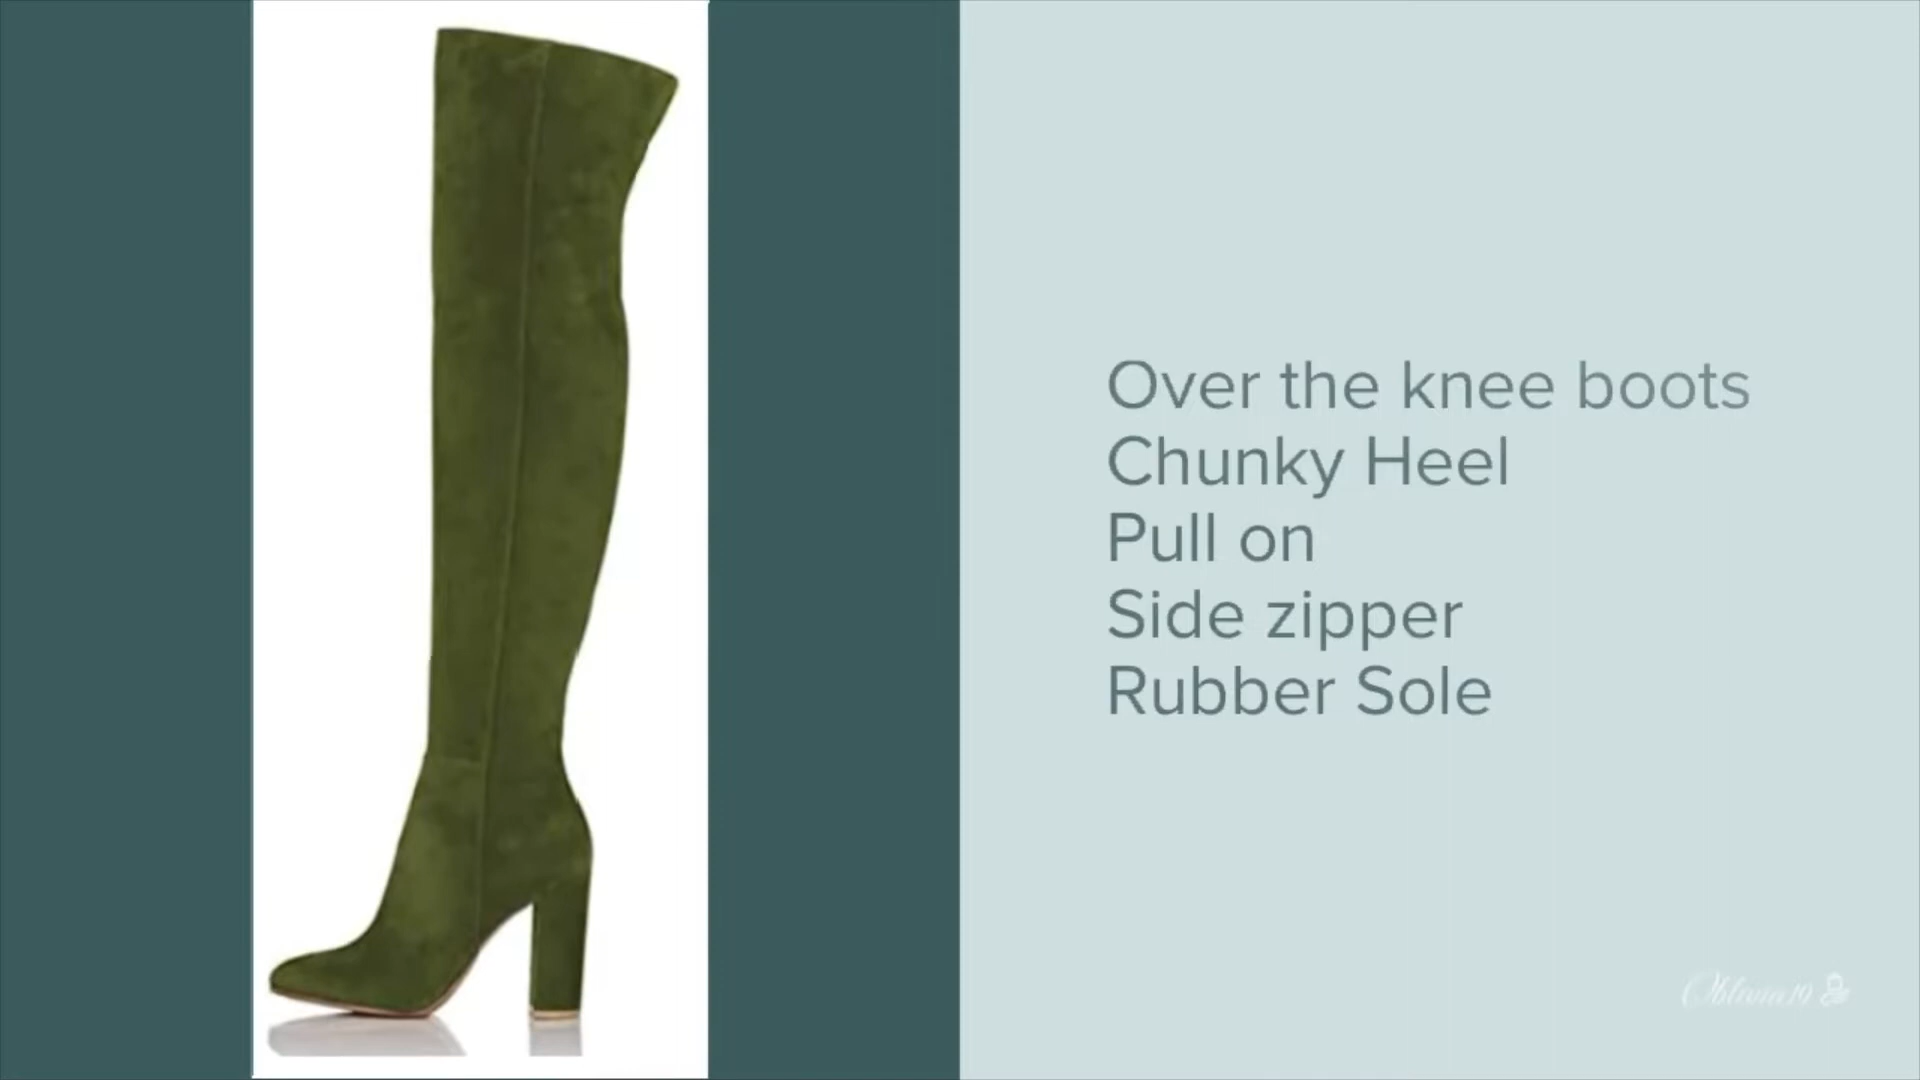 Over the knee boots
Chunky Heel
Pull on
Side zipper
Rubber Sole